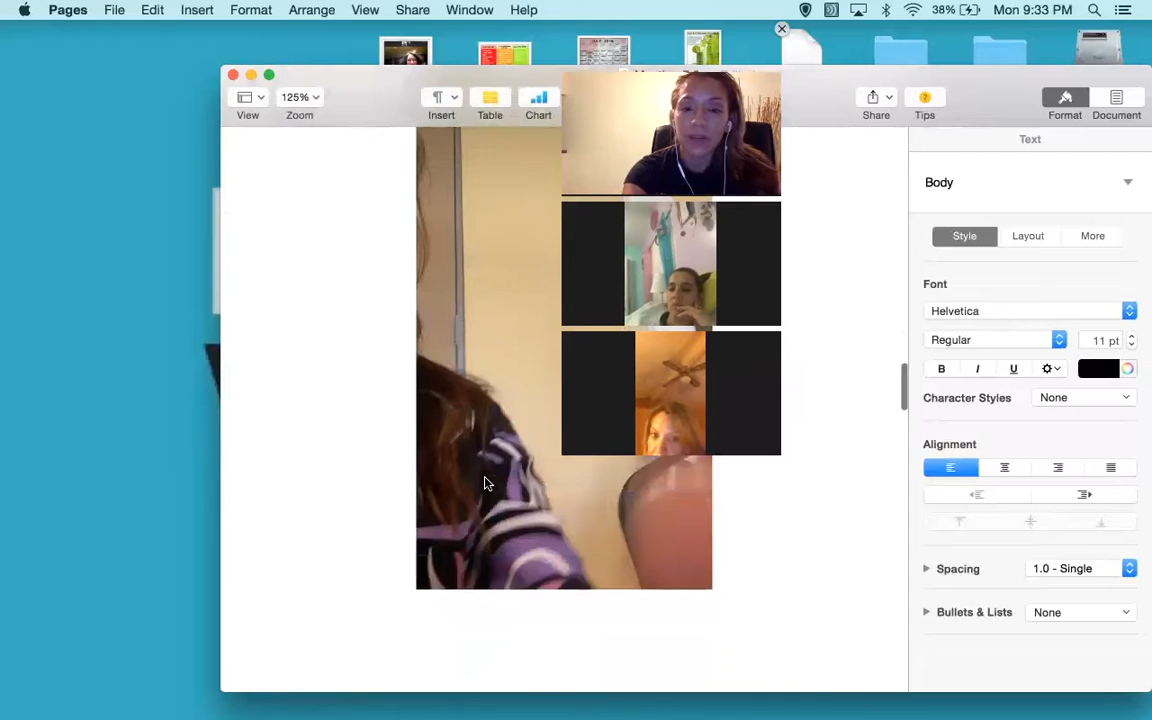 Pages File Edit Insert Format Arrange View Share Window Help 38% Mon 9:33 PM
125%
View Zoom Insert Table Chart Share Tips Format Document
Text
Body
Style Layout More
Font
Helvetica
Regular 11 pt
B I U
Character Styles None
Alignment
Spacing 1.0 - Single
Bullets & Lists None